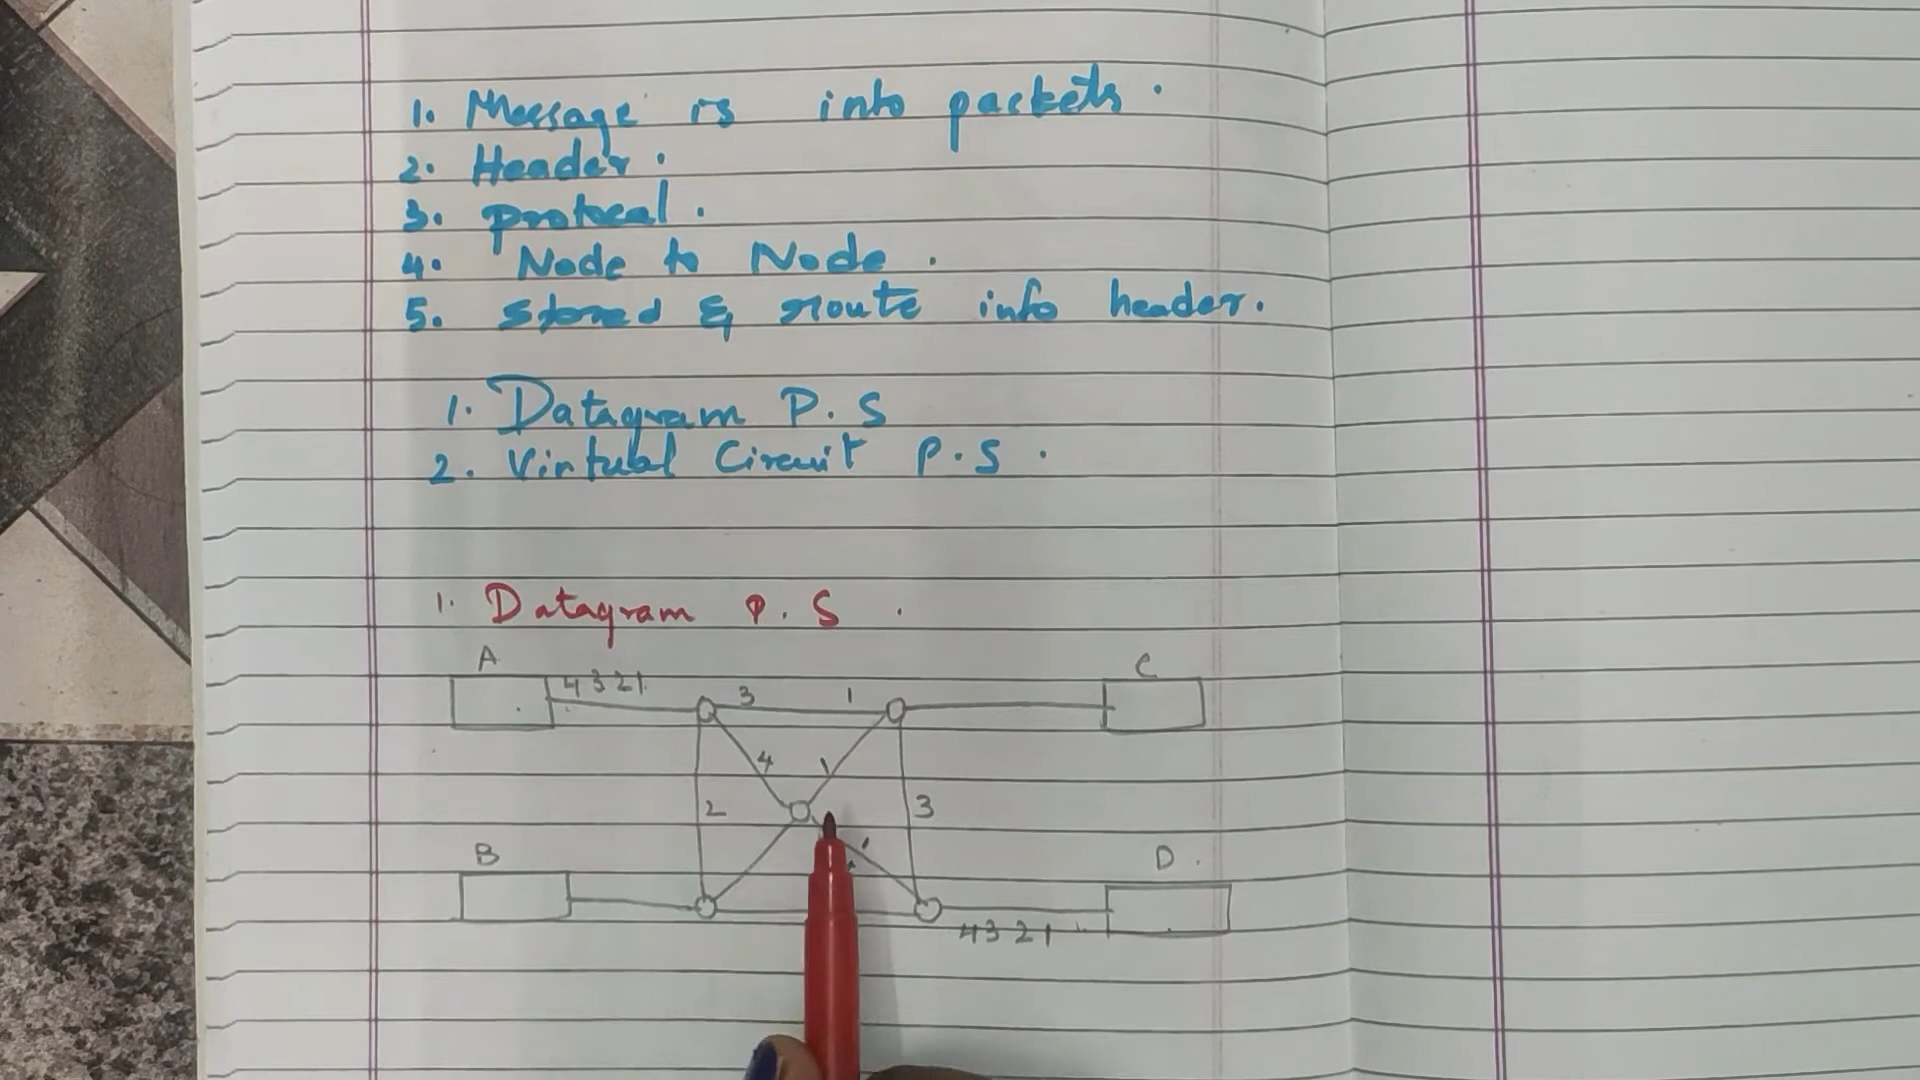 1. Message is into packets.
2. Header.
3. protocal.
4. Node to Node.
5. stored & route info header.
1. Datagram P.S
2. Virtual Circuit P.S.
1. Datagram P.S.
A
C
4 3 2 1
3
1
4
1
2
3
B
D.
4 3 2 1